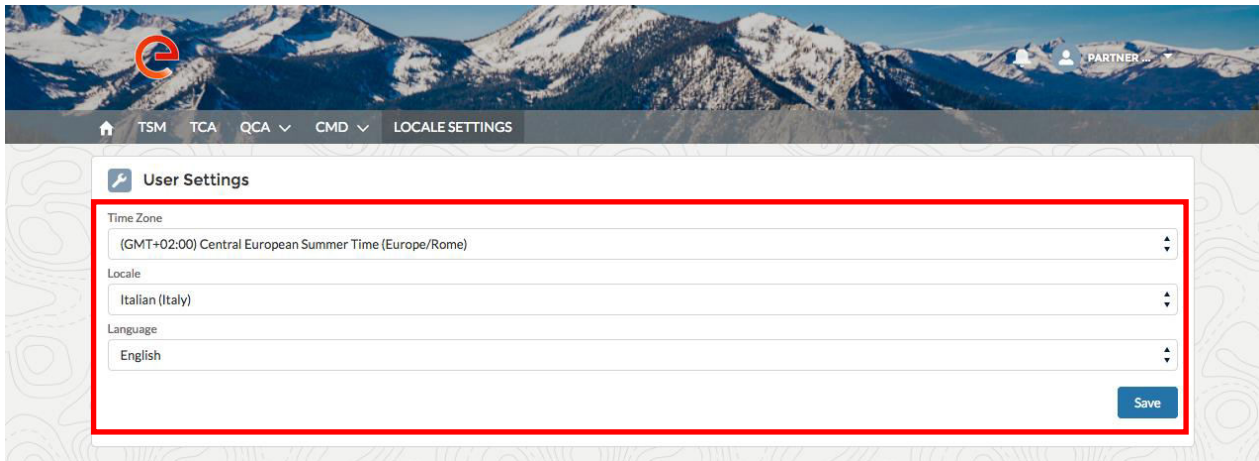 e
PARTNER ...
TSM TCA QCA CMD LOCALE SETTINGS
User Settings
Time Zone
(GMT+02:00) Central European Summer Time (Europe/Rome)
Locale
Italian (Italy)
Language
English
Save